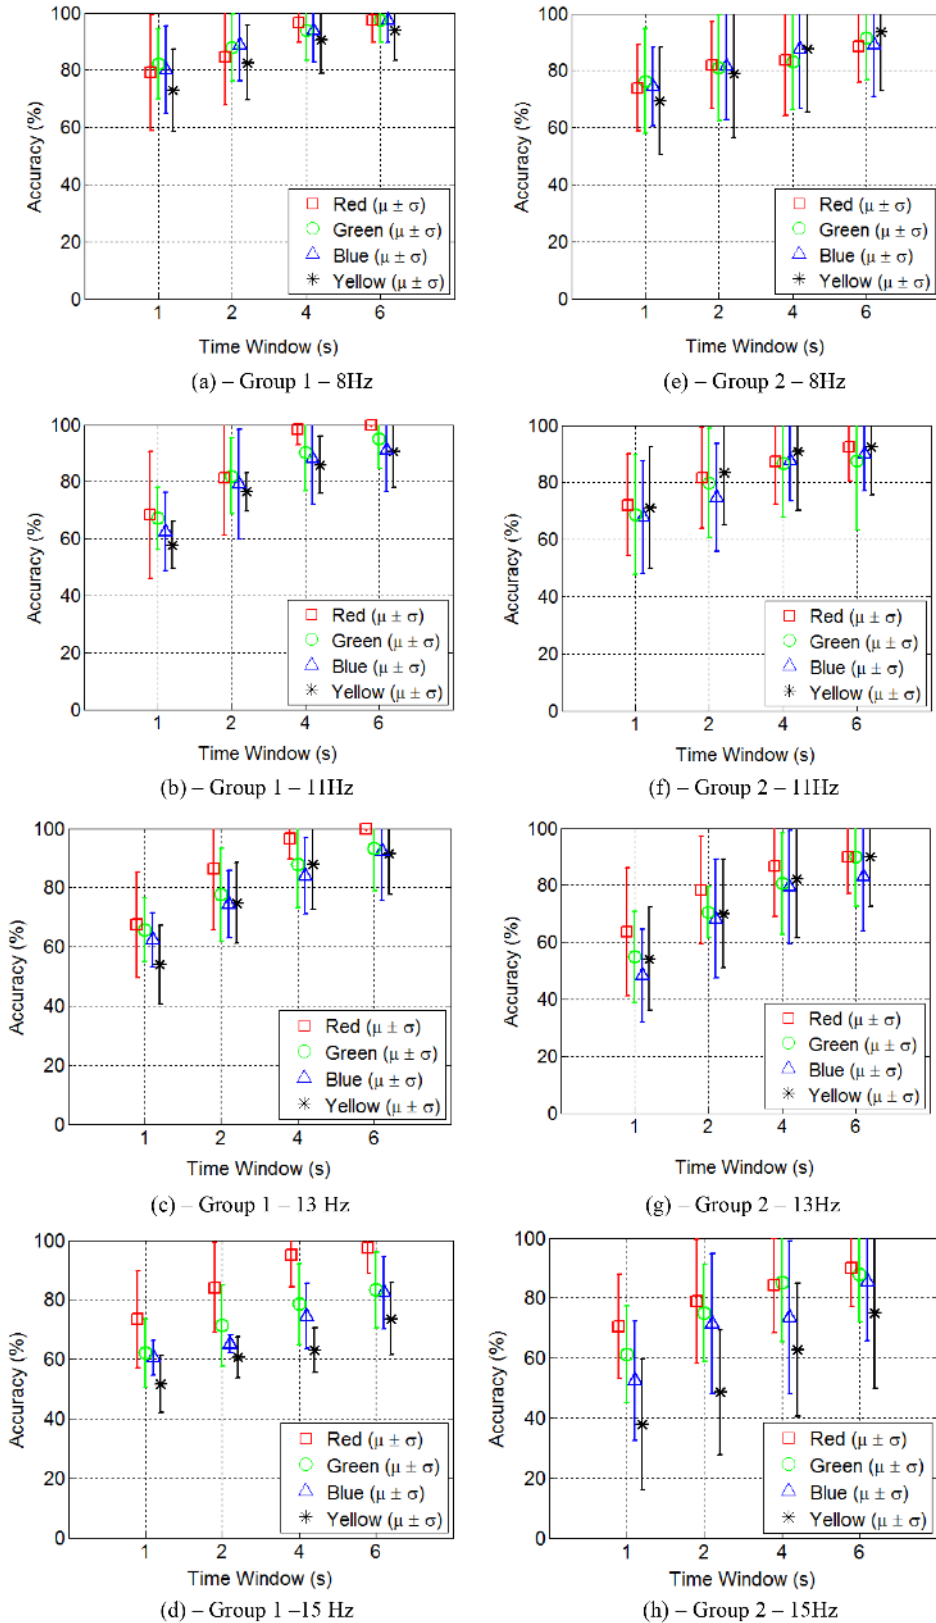 100
80
60
40
20
0
Accuracy (%)
Red (μ ± σ)
Green (μ ± σ)
Blue (μ ± σ)
Yellow (μ ± σ)
1 2 4 6
Time Window (s)
(a) – Group 1 – 8Hz
100
80
60
40
20
0
Accuracy (%)
Red (μ ± σ)
Green (μ ± σ)
Blue (μ ± σ)
Yellow (μ ± σ)
1 2 4 6
Time Window (s)
(e) – Group 2 – 8Hz
100
80
60
40
20
0
Accuracy (%)
Red (μ ± σ)
Green (μ ± σ)
Blue (μ ± σ)
Yellow (μ ± σ)
1 2 4 6
Time Window (s)
(b) – Group 1 – 11Hz
100
80
60
40
20
0
Accuracy (%)
Red (μ ± σ)
Green (μ ± σ)
Blue (μ ± σ)
Yellow (μ ± σ)
1 2 4 6
Time Window (s)
(f) – Group 2 – 11Hz
100
80
60
40
20
0
Accuracy (%)
Red (μ ± σ)
Green (μ ± σ)
Blue (μ ± σ)
Yellow (μ ± σ)
1 2 4 6
Time Window (s)
(c) – Group 1 – 13 Hz
100
80
60
40
20
0
Accuracy (%)
Red (μ ± σ)
Green (μ ± σ)
Blue (μ ± σ)
Yellow (μ ± σ)
1 2 4 6
Time Window (s)
(g) – Group 2 – 13Hz
100
80
60
40
20
0
Accuracy (%)
Red (μ ± σ)
Green (μ ± σ)
Blue (μ ± σ)
Yellow (μ ± σ)
1 2 4 6
Time Window (s)
(d) – Group 1 –15 Hz
100
80
60
40
20
0
Accuracy (%)
Red (μ ± σ)
Green (μ ± σ)
Blue (μ ± σ)
Yellow (μ ± σ)
1 2 4 6
Time Window (s)
(h) – Group 2 – 15Hz